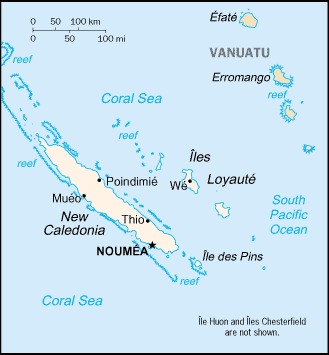 0 50 100 km
0 50 100 mi
Éfaté
VANUATU
Erromango
reef
reef
Coral Sea
reef
reef
Îles
Loyauté
Wé
Poindimié
Muéo
New
Caledonia
Thio
NOUMÉA
South
Pacific
Ocean
Île des Pins
reef
reef
Coral Sea
Île Huon and Îles Chesterfield
are not shown.